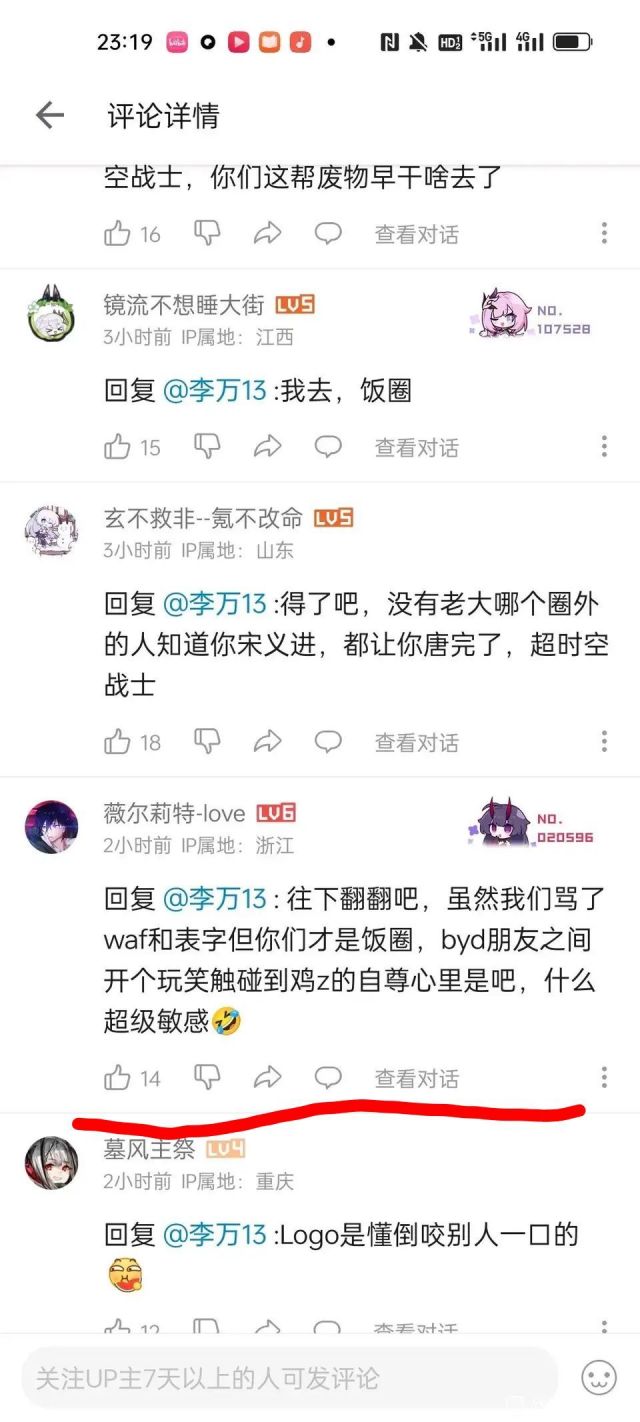 23:19 HD2 5G 4G
评论详情
空战士，你们这帮废物早干啥去了
16 查看对话
镜流不想睡大街 LV5
NO. 107528
3小时前 IP属地：江西
回复 @李万13 :我去，饭圈
15 查看对话
玄不救非--氪不改命 LV5
3小时前 IP属地：山东
回复 @李万13 :得了吧，没有老大哪个圈外
的人知道你宋义进，都让你唐完了，超时空
战士
18 查看对话
薇尔莉特-love LV6
NO. 020596
2小时前 IP属地：浙江
回复 @李万13 : 往下翻翻吧，虽然我们骂了
waf和表字但你们才是饭圈，byd朋友之间
开个玩笑触碰到鸡z的自尊心里是吧，什么
超级敏感🤣
14 查看对话
墓风主祭 LV4
2小时前 IP属地：重庆
回复 @李万13 :Logo是懂倒咬别人一口的
12 查看对话
关注UP主7天以上的人可发评论